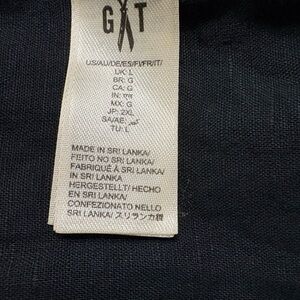 G T
US/AU/DE/ES/FI/FR/IT/
UK: L
BR: G
CA: G
IN: एल
MX: G
JP: 2XL
SA/AE:
TU: L
MADE IN SRI LANKA/
FEITO NO SRI LANKA/
FABRIQUÉ À SRI LANKA/
IN SRI LANKA
HERGESTELLT/ HECHO
EN SRI LANKA/
CONFEZIONATO NELLO
SRI LANKA/ スリランカ製